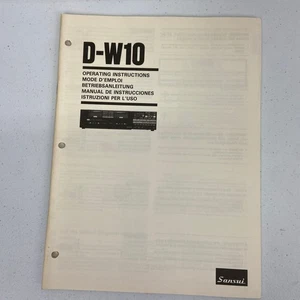 D-W10
OPERATING INSTRUCTIONS
MODE D'EMPLOI
BETRIEBSANLEITUNG
MANUAL DE INSTRUCCIONES
ISTRUZIONI PER L'USO
Sansui